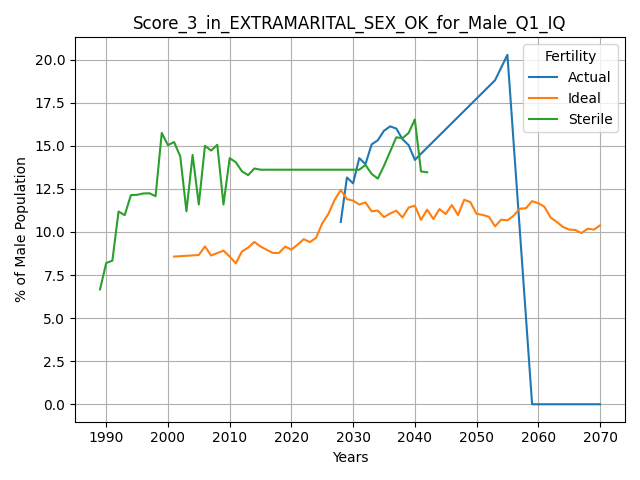 Score_3_in_EXTRAMARITAL_SEX_OK_for_Male_Q1_IQ
Fertility
Actual
Ideal
Sterile
% of Male Population
20.0
17.5
15.0
12.5
10.0
7.5
5.0
2.5
0.0
1990 2000 2010 2020 2030 2040 2050 2060 2070
Years